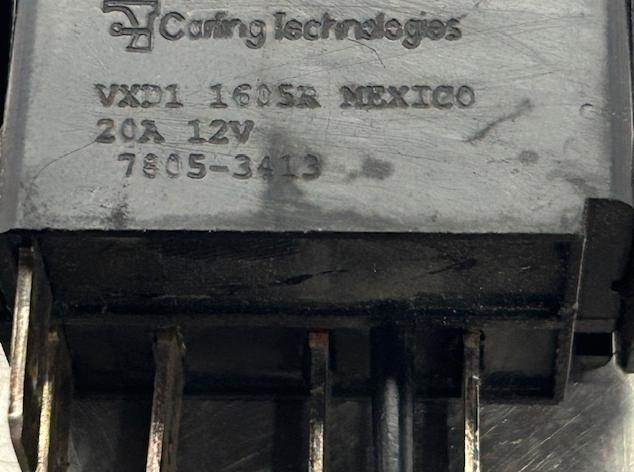 Carling Technologies
VXD1 1605R MEXICO
20A 12V
7805-3413